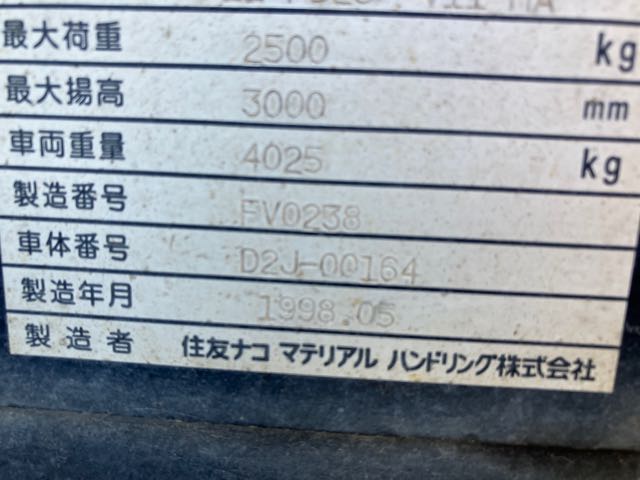 最大荷重 2500 kg
最大揚高 3000 mm
車両重量 4025 kg
製造番号 FV0238
車体番号 D2J-00164
製造年月 1998.05
製造者 住友ナコ マテリアル ハンドリング株式会社